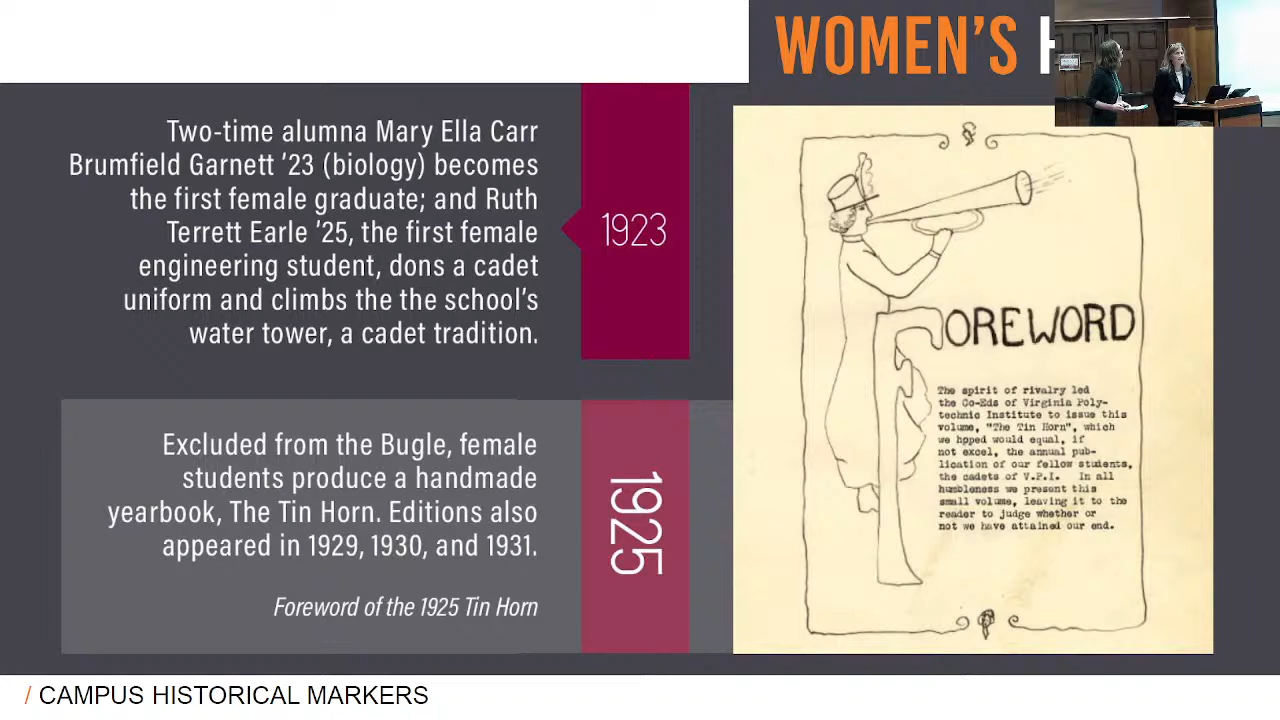 WOMEN'S H
Two-time alumna Mary Ella Carr
Brumfield Garnett '23 (biology) becomes
the first female graduate; and Ruth
Terrett Earle '25, the first female
engineering student, dons a cadet
uniform and climbs the the school's
water tower, a cadet tradition.
1923
Excluded from the Bugle, female
students produce a handmade
yearbook, The Tin Horn. Editions also
appeared in 1929, 1930, and 1931.
Foreword of the 1925 Tin Horn
1925
FOREWORD
The spirit of rivalry led
the Co-Eds of Virginia Poly-
technic Institute to issue this
volume, "The Tin Horn", which
we hpped would equal, if
not excel, the annual pub-
lication of our fellow students,
the cadets of V.P.I. In all
humbleness we present this
small volume, leaving it to the
reader to judge whether or
not we have attained our end.
/ CAMPUS HISTORICAL MARKERS